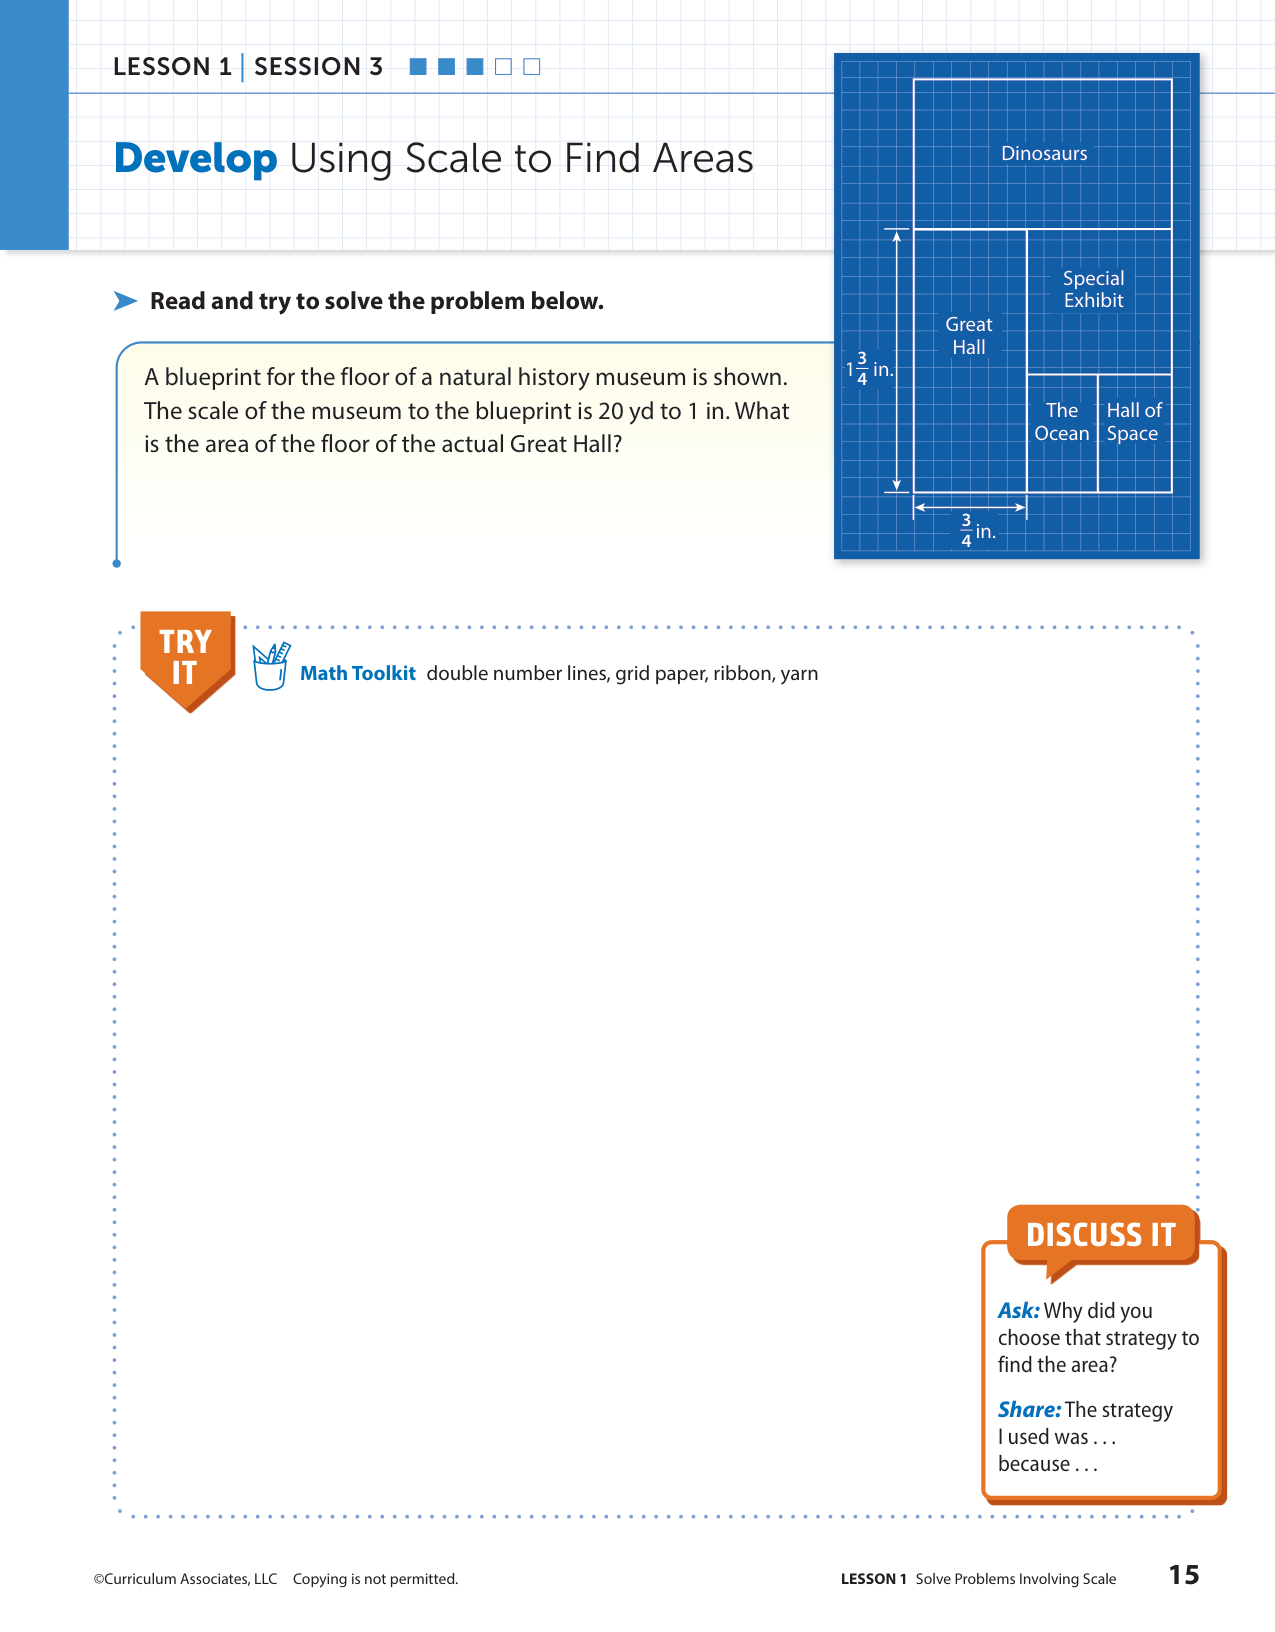 LESSON 1 | SESSION 3
Develop Using Scale to Find Areas
Read and try to solve the problem below.
A blueprint for the floor of a natural history museum is shown.
The scale of the museum to the blueprint is 20 yd to 1 in. What
is the area of the floor of the actual Great Hall?
Dinosaurs
Special
Exhibit
Great
Hall
1 3/4 in.
The
Ocean
Hall of
Space
3/4 in.
TRY
IT
Math Toolkit double number lines, grid paper, ribbon, yarn
DISCUSS IT
Ask: Why did you
choose that strategy to
find the area?
Share: The strategy
I used was . . .
because . . .
©Curriculum Associates, LLC Copying is not permitted.
LESSON 1 Solve Problems Involving Scale 15